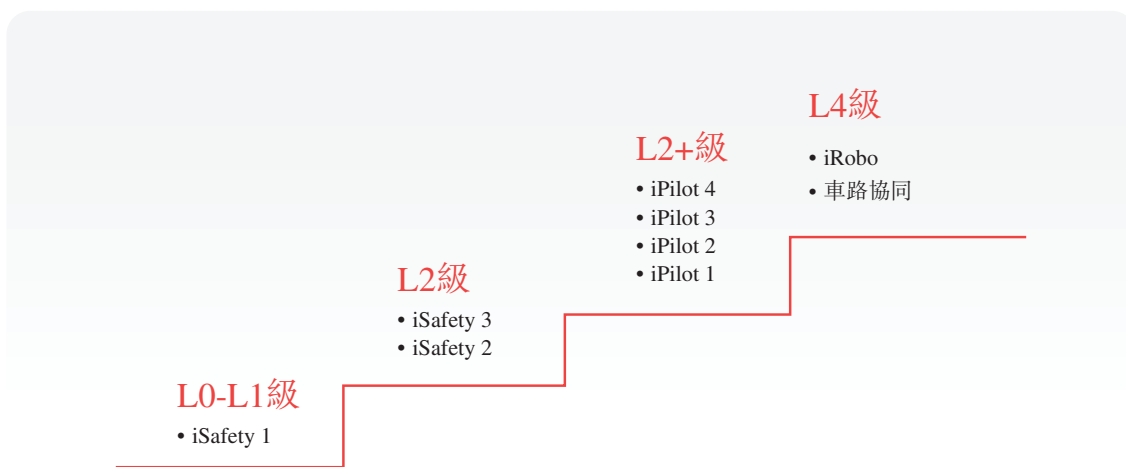 L0-L1級
• iSafety 1
L2級
• iSafety 3
• iSafety 2
L2+級
• iPilot 4
• iPilot 3
• iPilot 2
• iPilot 1
L4級
• iRobo
• 車路協同